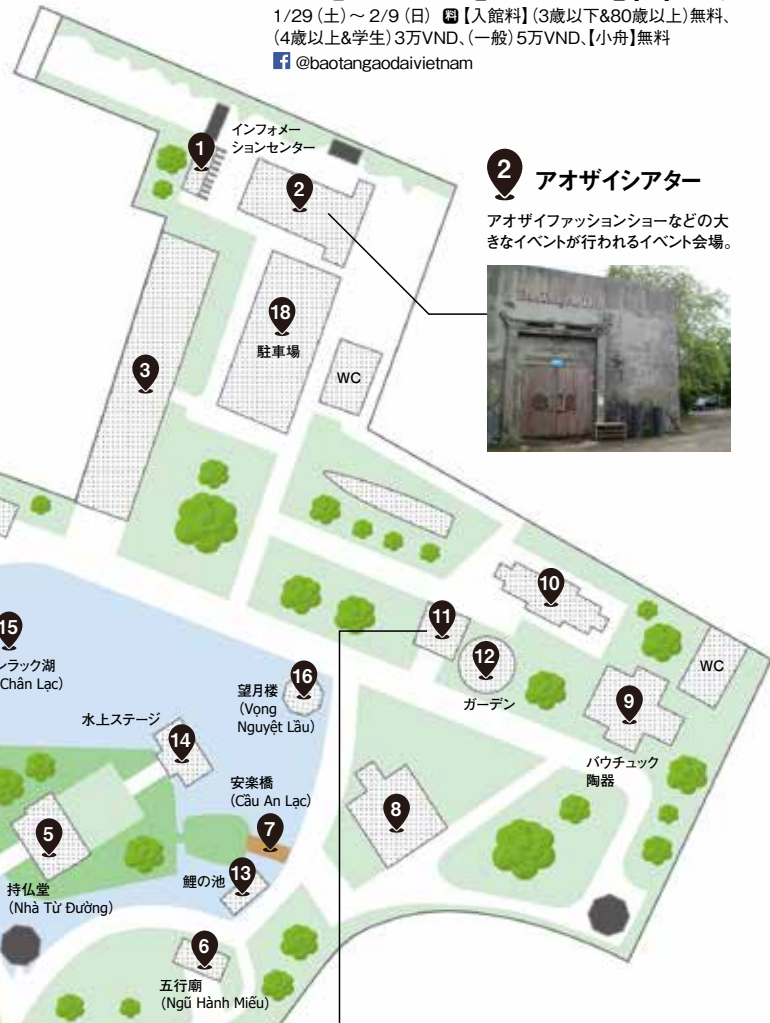 1/29(土)～2/9(日) 料【入館料】(3歳以下&80歳以上)無料、
(4歳以上&学生)3万VND、(一般)5万VND、【小舟】無料
@baotangaodaivietnam
1
インフォメー
ションセンター
2
2 アオザイシアター
アオザイファッションショーなどの大
きなイベントが行われるイベント会場。
18
駐車場
3
WC
10
11
15
ンラック湖
Chân Lạc)
16
望月楼
(Vọng
Nguyệt Lầu)
12
ガーデン
WC
9
バウチュック
陶器
水上ステージ
14
安楽橋
(Cầu An Lạc)
7
8
5
持仏堂
(Nhà Từ Đường)
鯉の池
13
6
五行廟
(Ngũ Hành Miếu)